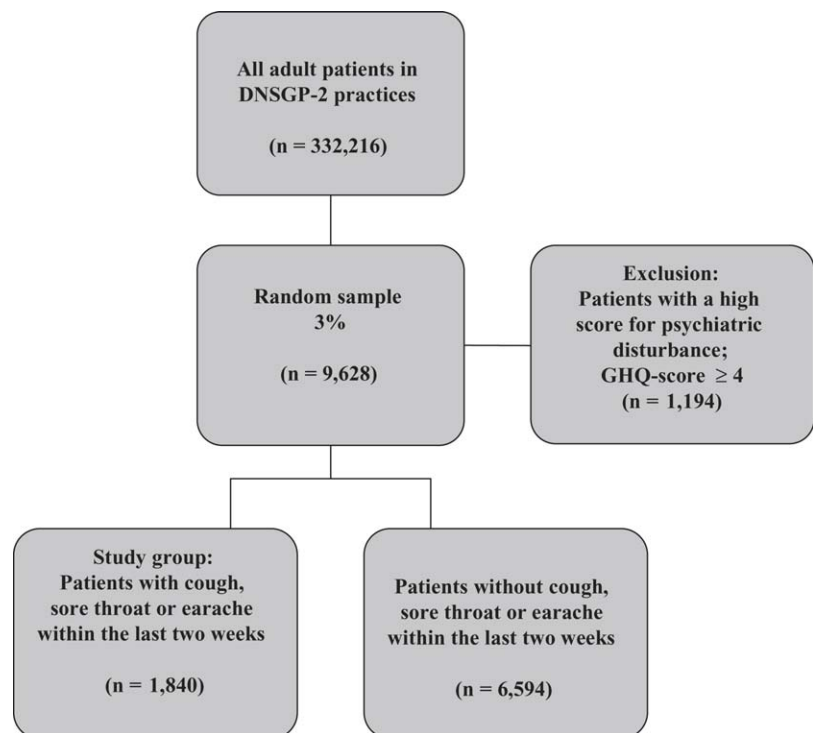 All adult patients in
DNSGP-2 practices
(n = 332,216)
Random sample
3%
(n = 9,628)
Exclusion:
Patients with a high
score for psychiatric
disturbance;
GHQ-score ≥ 4
(n = 1,194)
Study group:
Patients with cough,
sore throat or earache
within the last two weeks
(n = 1,840)
Patients without cough,
sore throat or earache
within the last two weeks
(n = 6,594)